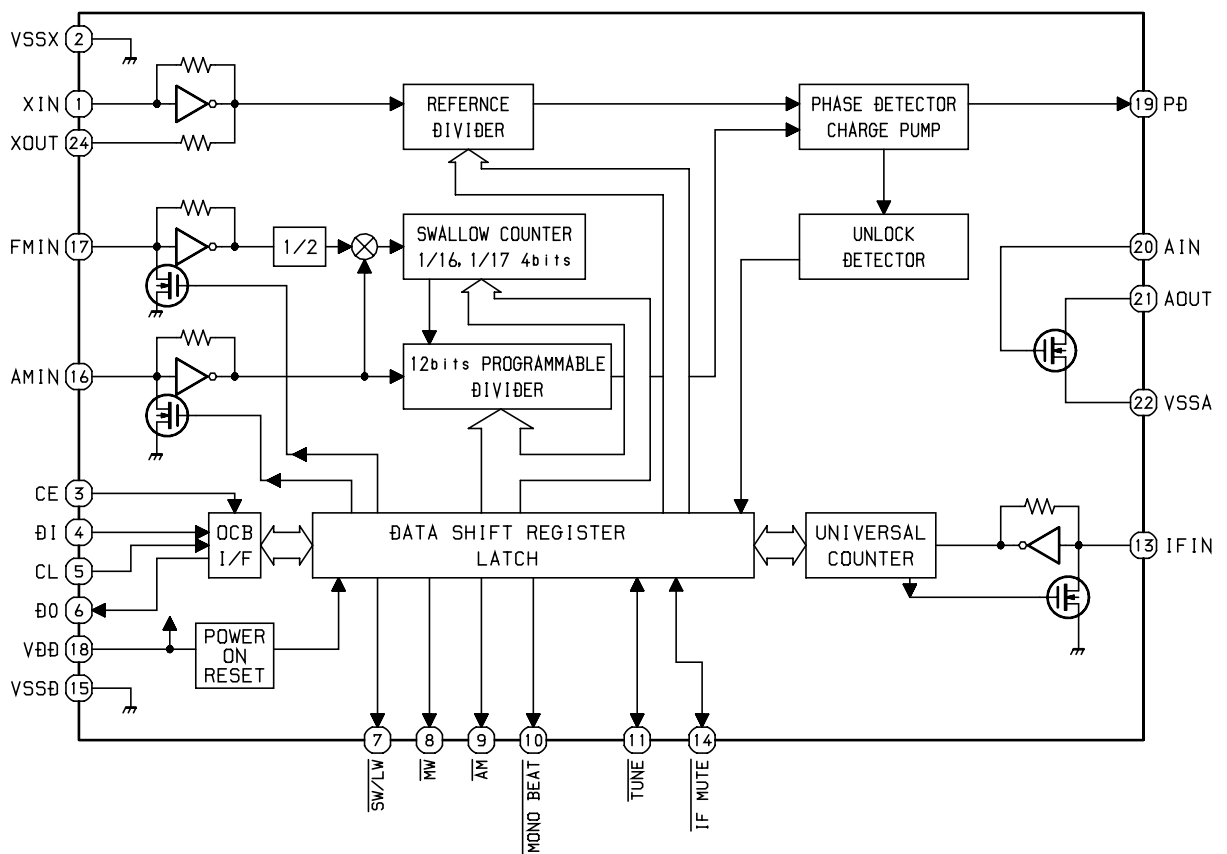 VSSX 2
XIN 1
XOUT 24
REFERNCE
DIVIDER
PHASE DETECTOR
CHARGE PUMP
19 PD
FMIN 17
1/2
SWALLOW COUNTER
1/16, 1/17 4bits
UNLOCK
DETECTOR
20 AIN
21 AOUT
AMIN 16
12bits PROGRAMMABLE
DIVIDER
22 VSSA
CE 3
DI 4
CL 5
DO 6
OCB
I/F
DATA SHIFT REGISTER
LATCH
UNIVERSAL
COUNTER
13 IFIN
VDD 18
POWER
ON
RESET
VSSD 15
7
8
9
10
11
14
SW/LW
MW
AM
MONO BEAT
TUNE
IF MUTE